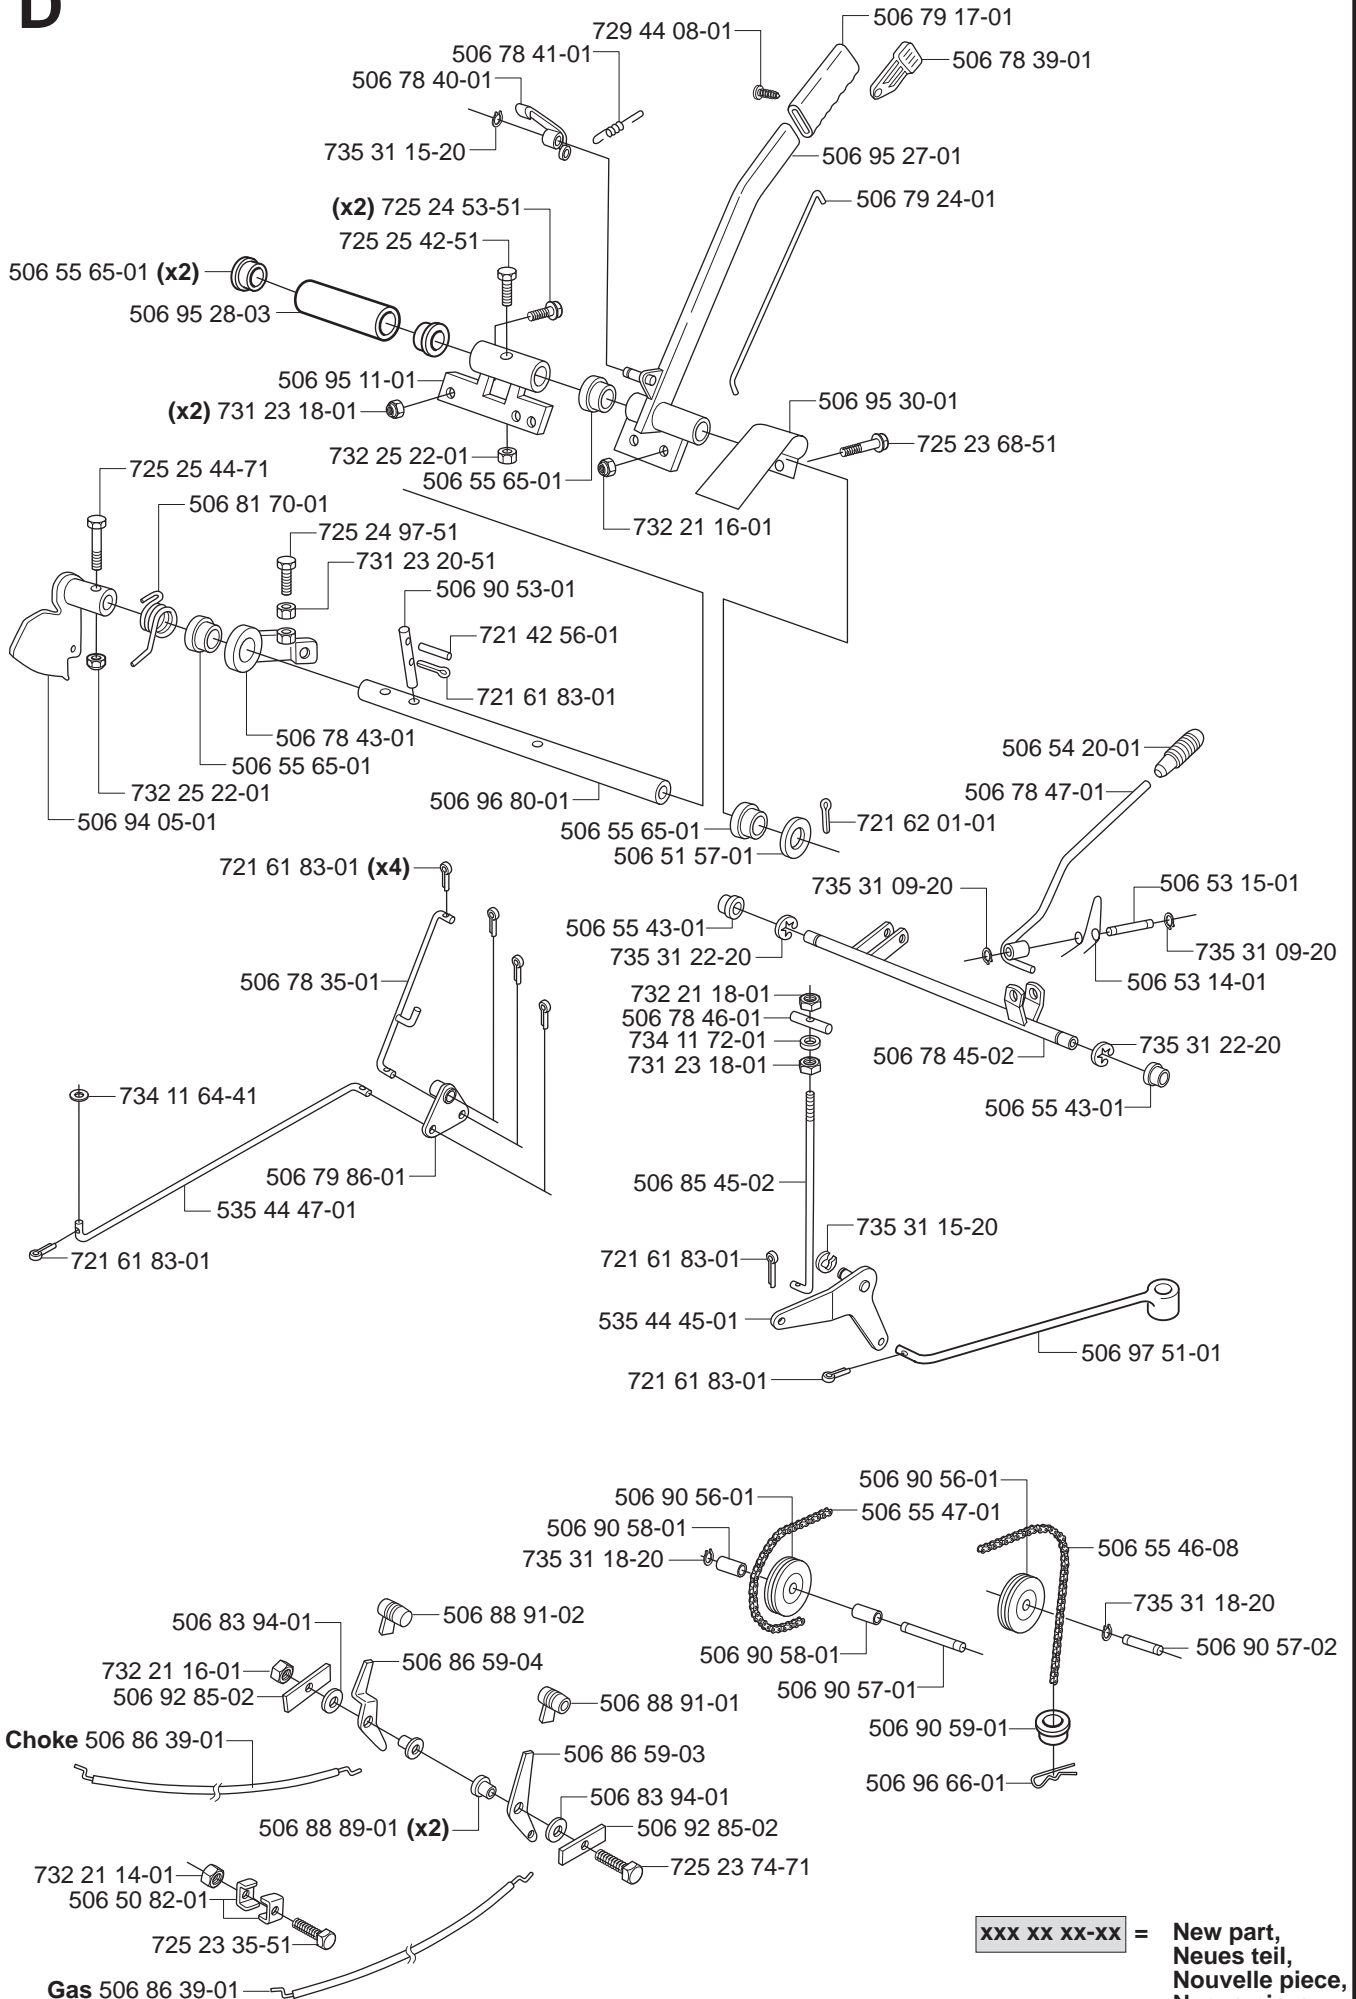 D
506 79 17-01
729 44 08-01
506 78 41-01
506 78 39-01
506 78 40-01
735 31 15-20
506 95 27-01
506 79 24-01
(x2) 725 24 53-51
725 25 42-51
506 55 65-01 (x2)
506 95 28-03
506 95 11-01
(x2) 731 23 18-01
506 95 30-01
725 23 68-51
732 25 22-01
506 55 65-01
725 25 44-71
506 81 70-01
732 21 16-01
725 24 97-51
731 23 20-51
506 90 53-01
721 42 56-01
721 61 83-01
506 78 43-01
506 55 65-01
732 25 22-01
506 94 05-01
506 96 80-01
506 54 20-01
506 78 47-01
506 55 65-01
721 62 01-01
506 51 57-01
721 61 83-01 (x4)
735 31 09-20
506 53 15-01
506 55 43-01
735 31 22-20
735 31 09-20
506 53 14-01
506 78 35-01
732 21 18-01
506 78 46-01
734 11 72-01
731 23 18-01
506 78 45-02
735 31 22-20
506 55 43-01
734 11 64-41
506 79 86-01
506 85 45-02
535 44 47-01
721 61 83-01
735 31 15-20
721 61 83-01
535 44 45-01
506 97 51-01
721 61 83-01
506 90 56-01
506 90 56-01
506 55 47-01
506 90 58-01
735 31 18-20
506 55 46-08
735 31 18-20
506 90 57-02
506 90 58-01
506 90 57-01
506 90 59-01
506 96 66-01
506 83 94-01
506 88 91-02
732 21 16-01
506 86 59-04
506 92 85-02
506 88 91-01
Choke 506 86 39-01
506 86 59-03
506 83 94-01
506 88 89-01 (x2)
506 92 85-02
725 23 74-71
732 21 14-01
506 50 82-01
725 23 35-51
Gas 506 86 39-01
xxx xx xx-xx = New part,
Neues teil,
Nouvelle piece,